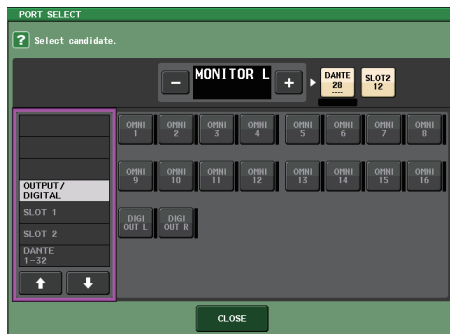 PORT SELECT
? Select candidate.
− MONITOR L + DANTE 28 ---- SLOT2 12
OMNI 1 OMNI 2 OMNI 3 OMNI 4 OMNI 5 OMNI 6 OMNI 7 OMNI 8
OMNI 9 OMNI 10 OMNI 11 OMNI 12 OMNI 13 OMNI 14 OMNI 15 OMNI 16
DIGI OUT L DIGI OUT R
OUTPUT/
DIGITAL
SLOT 1
SLOT 2
DANTE
1-32
CLOSE